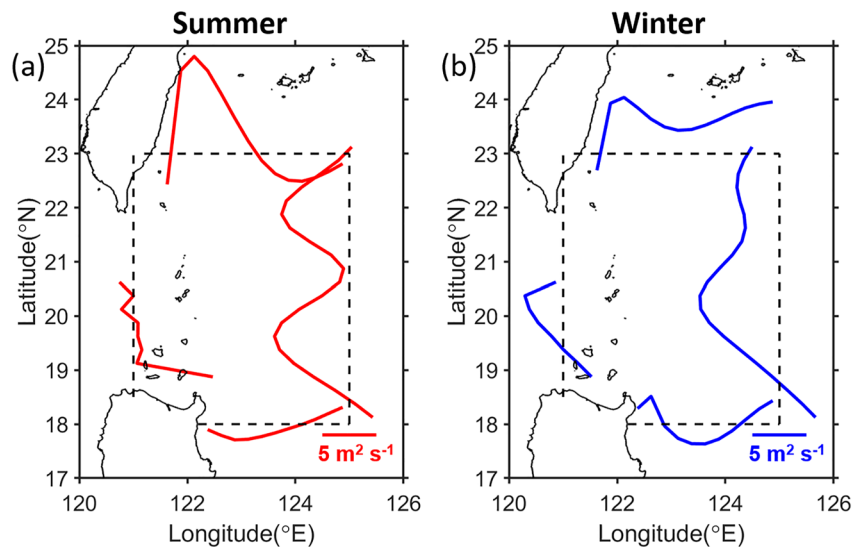 Summer
Winter
(a)
25
24
23
22
21
20
19
18
17
Latitude(°N)
5 m² s⁻¹
120
122
124
126
Longitude(°E)
(b)
25
24
23
22
21
20
19
18
17
Latitude(°N)
5 m² s⁻¹
120
122
124
126
Longitude(°E)